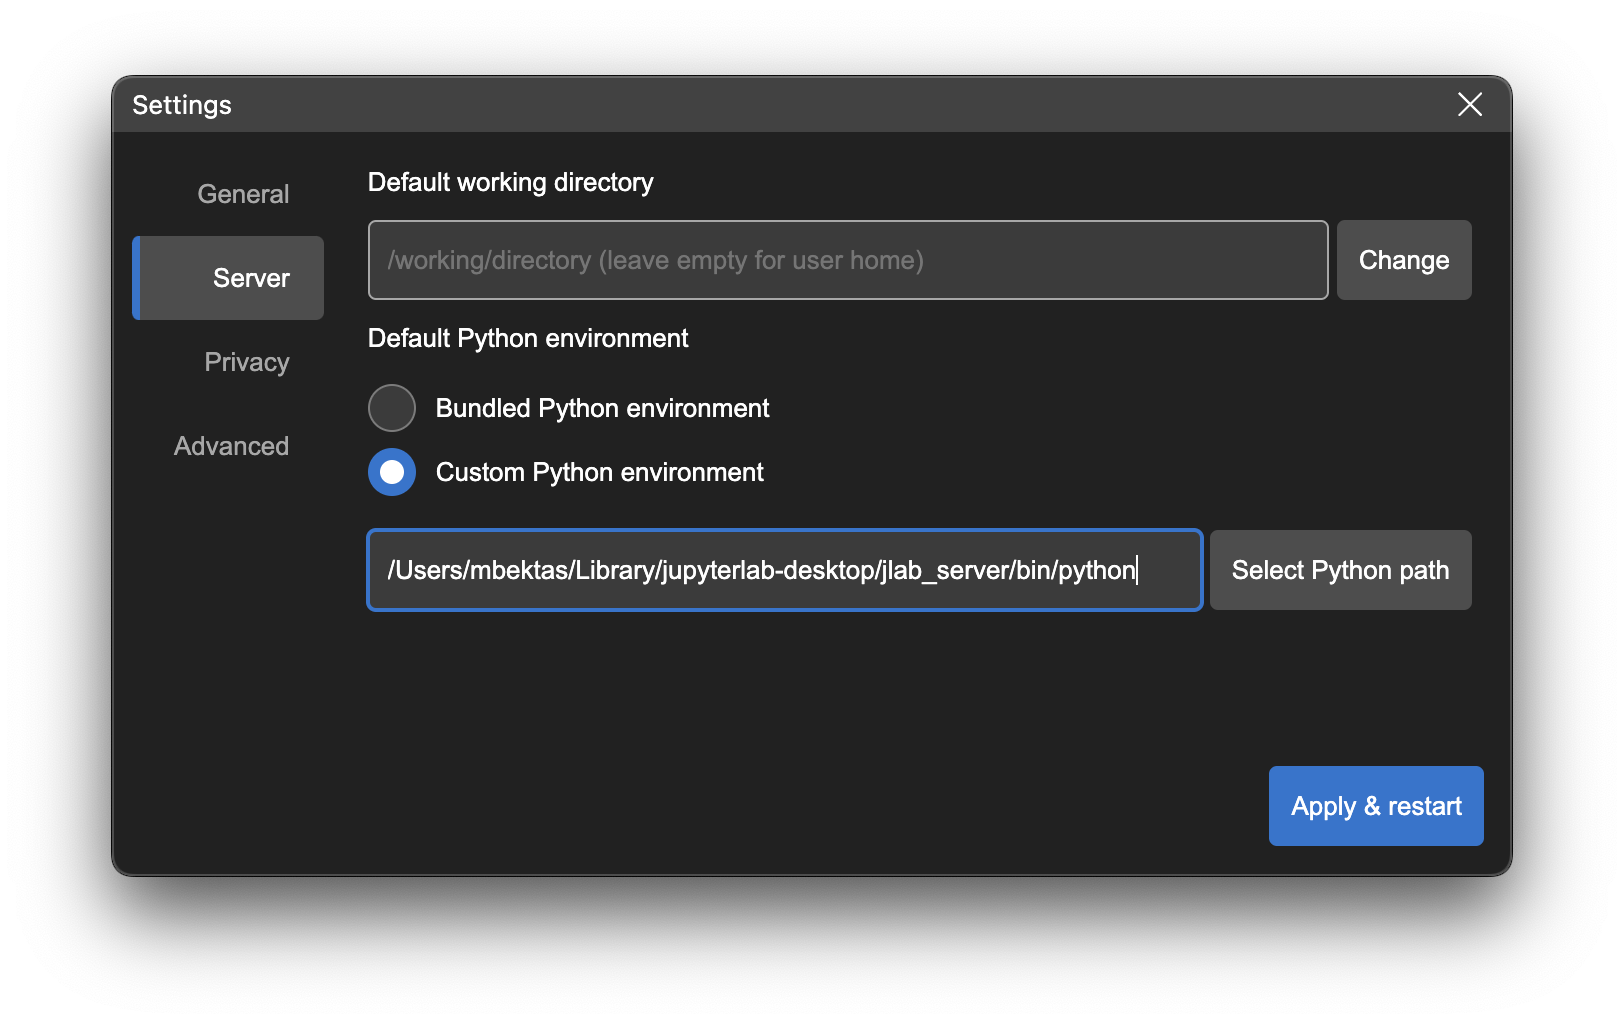 Settings
General
Server
Privacy
Advanced
Default working directory
/working/directory (leave empty for user home)
Change
Default Python environment
Bundled Python environment
Custom Python environment
/Users/mbektas/Library/jupyterlab-desktop/jlab_server/bin/python
Select Python path
Apply & restart